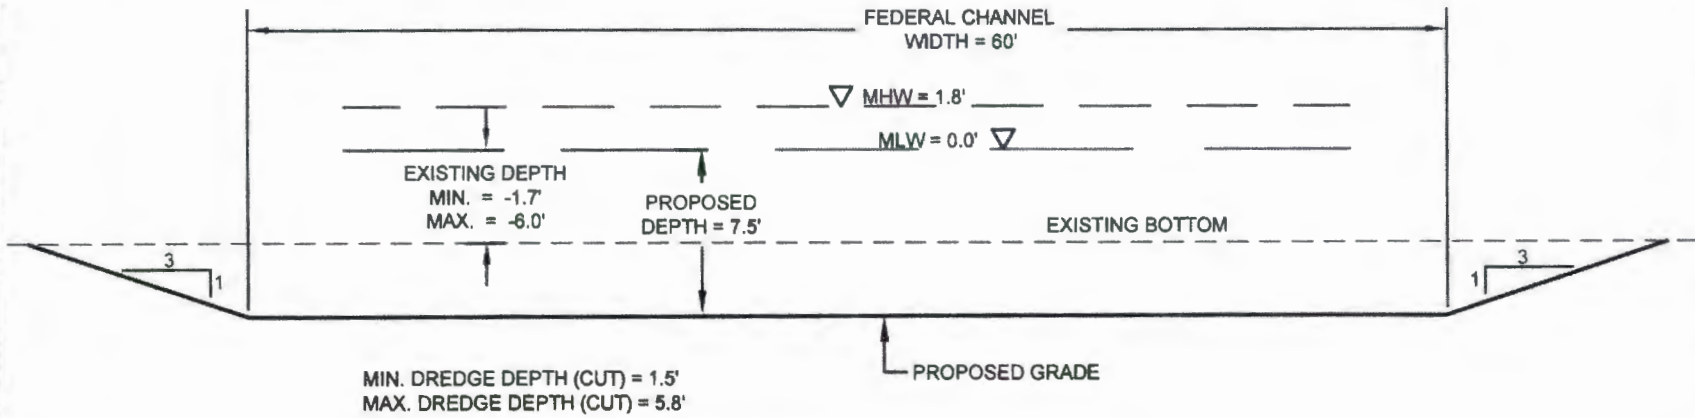 FEDERAL CHANNEL
WIDTH = 60'
MHW = 1.8'
MLW = 0.0'
EXISTING DEPTH
MIN. = -1.7'
MAX. = -6.0'
PROPOSED
DEPTH = 7.5'
EXISTING BOTTOM
3
1
3
1
PROPOSED GRADE
MIN. DREDGE DEPTH (CUT) = 1.5'
MAX. DREDGE DEPTH (CUT) = 5.8'